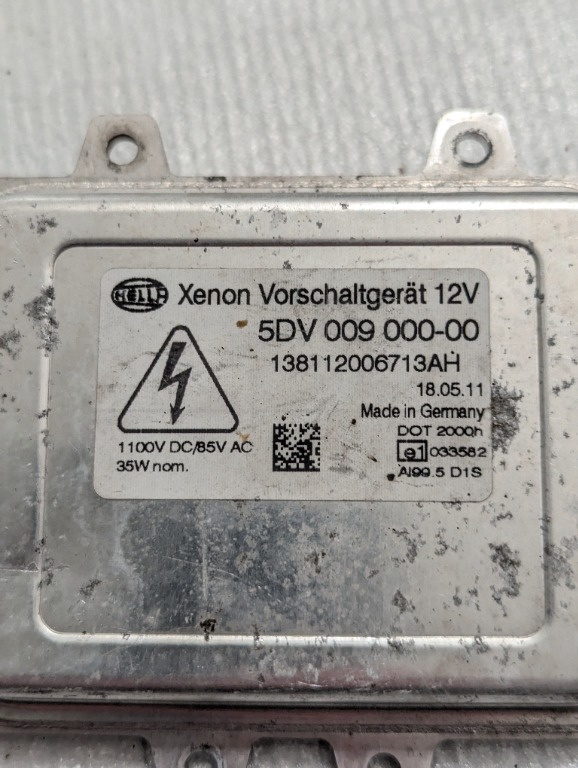 HELLA Xenon Vorschaltgerät 12V
5DV 009 000-00
138112006713AH
18.05.11
Made in Germany
DOT 2000h
e1 033582
Al99.5 D1S
1100V DC/85V AC
35W nom.